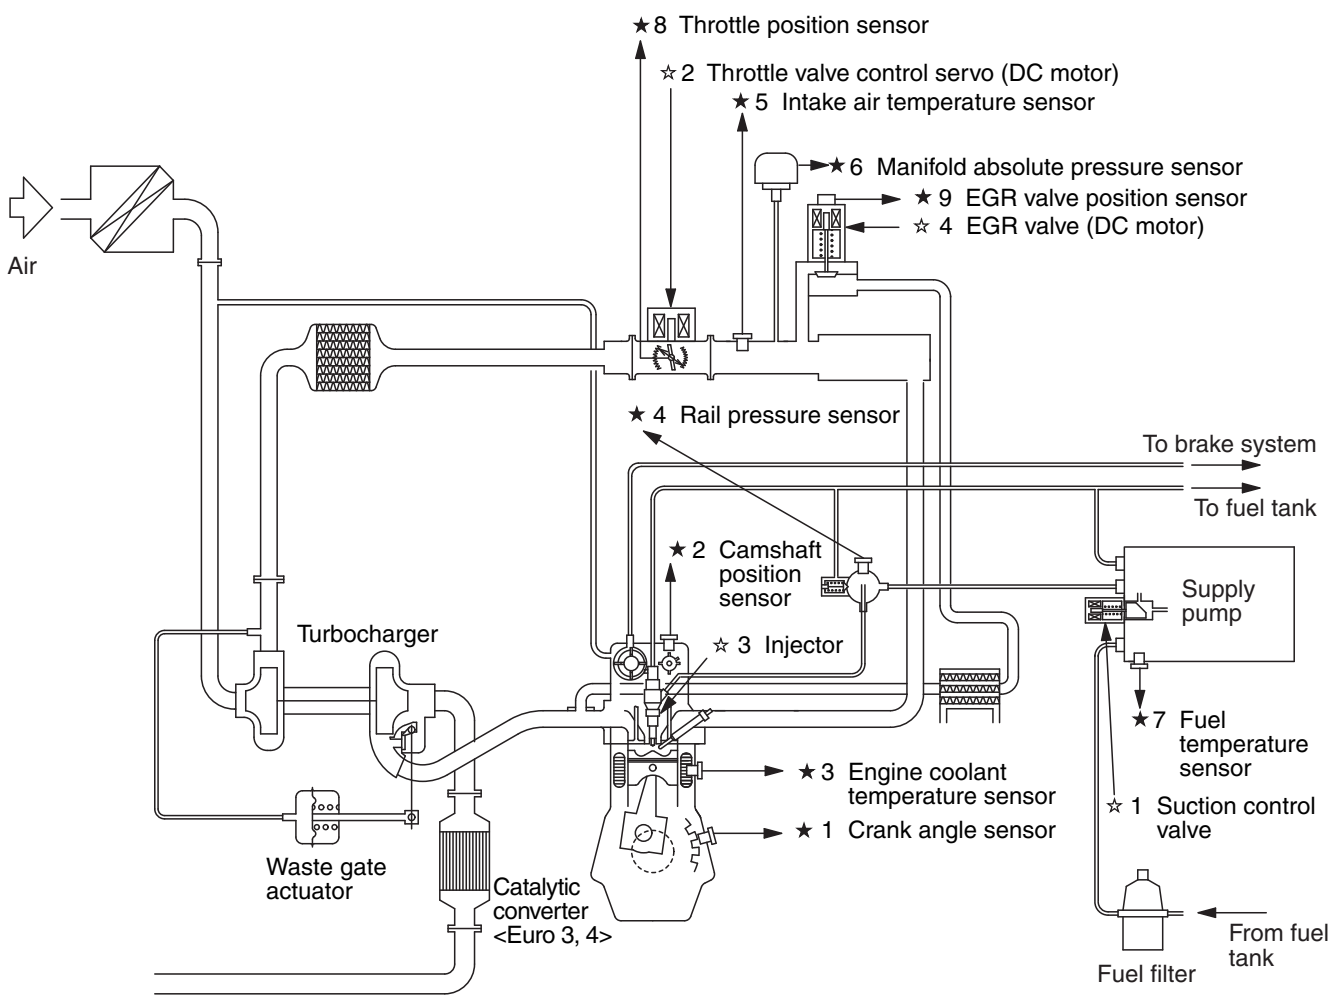 ★8 Throttle position sensor
☆2 Throttle valve control servo (DC motor)
★5 Intake air temperature sensor
★6 Manifold absolute pressure sensor
★9 EGR valve position sensor
☆4 EGR valve (DC motor)
Air
★4 Rail pressure sensor
To brake system
To fuel tank
★2 Camshaft
position
sensor
Supply
pump
Turbocharger
☆3 Injector
★7 Fuel
temperature
sensor
★3 Engine coolant
temperature sensor
☆1 Suction control
valve
★1 Crank angle sensor
Waste gate
actuator
Catalytic
converter
<Euro 3, 4>
From fuel
tank
Fuel filter